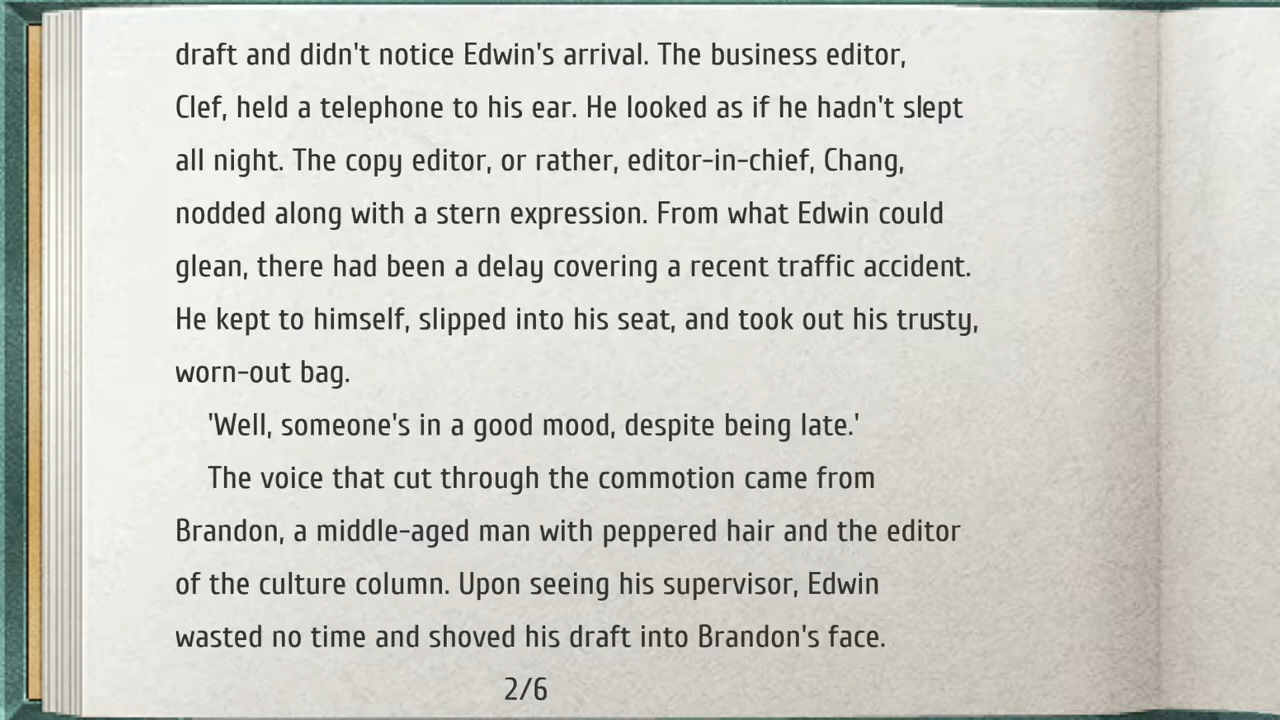 draft and didn't notice Edwin's arrival. The business editor,
Clef, held a telephone to his ear. He looked as if he hadn't slept
all night. The copy editor, or rather, editor-in-chief, Chang,
nodded along with a stern expression. From what Edwin could
glean, there had been a delay covering a recent traffic accident.
He kept to himself, slipped into his seat, and took out his trusty,
worn-out bag.
'Well, someone's in a good mood, despite being late.'
The voice that cut through the commotion came from
Brandon, a middle-aged man with peppered hair and the editor
of the culture column. Upon seeing his supervisor, Edwin
wasted no time and shoved his draft into Brandon's face.
2/6